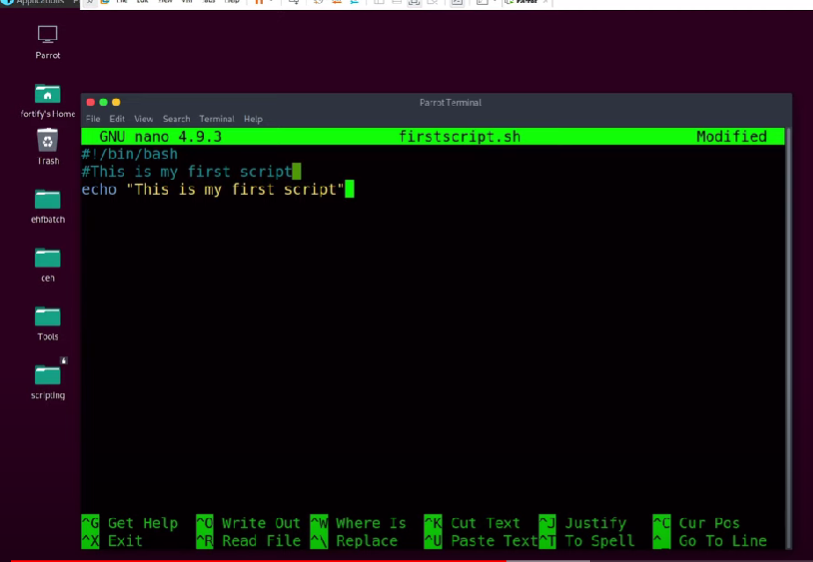 Parrot
fortify's Home
Trash
ehfbatch
ceh
Tools
scripting
Parrot Terminal
File Edit View Search Terminal Help
GNU nano 4.9.3 firstscript.sh Modified
#!/bin/bash
#This is my first script
echo "This is my first script"
^G Get Help ^O Write Out ^W Where Is ^K Cut Text ^J Justify ^C Cur Pos
^X Exit ^R Read File ^\ Replace ^U Paste Text ^T To Spell ^_ Go To Line